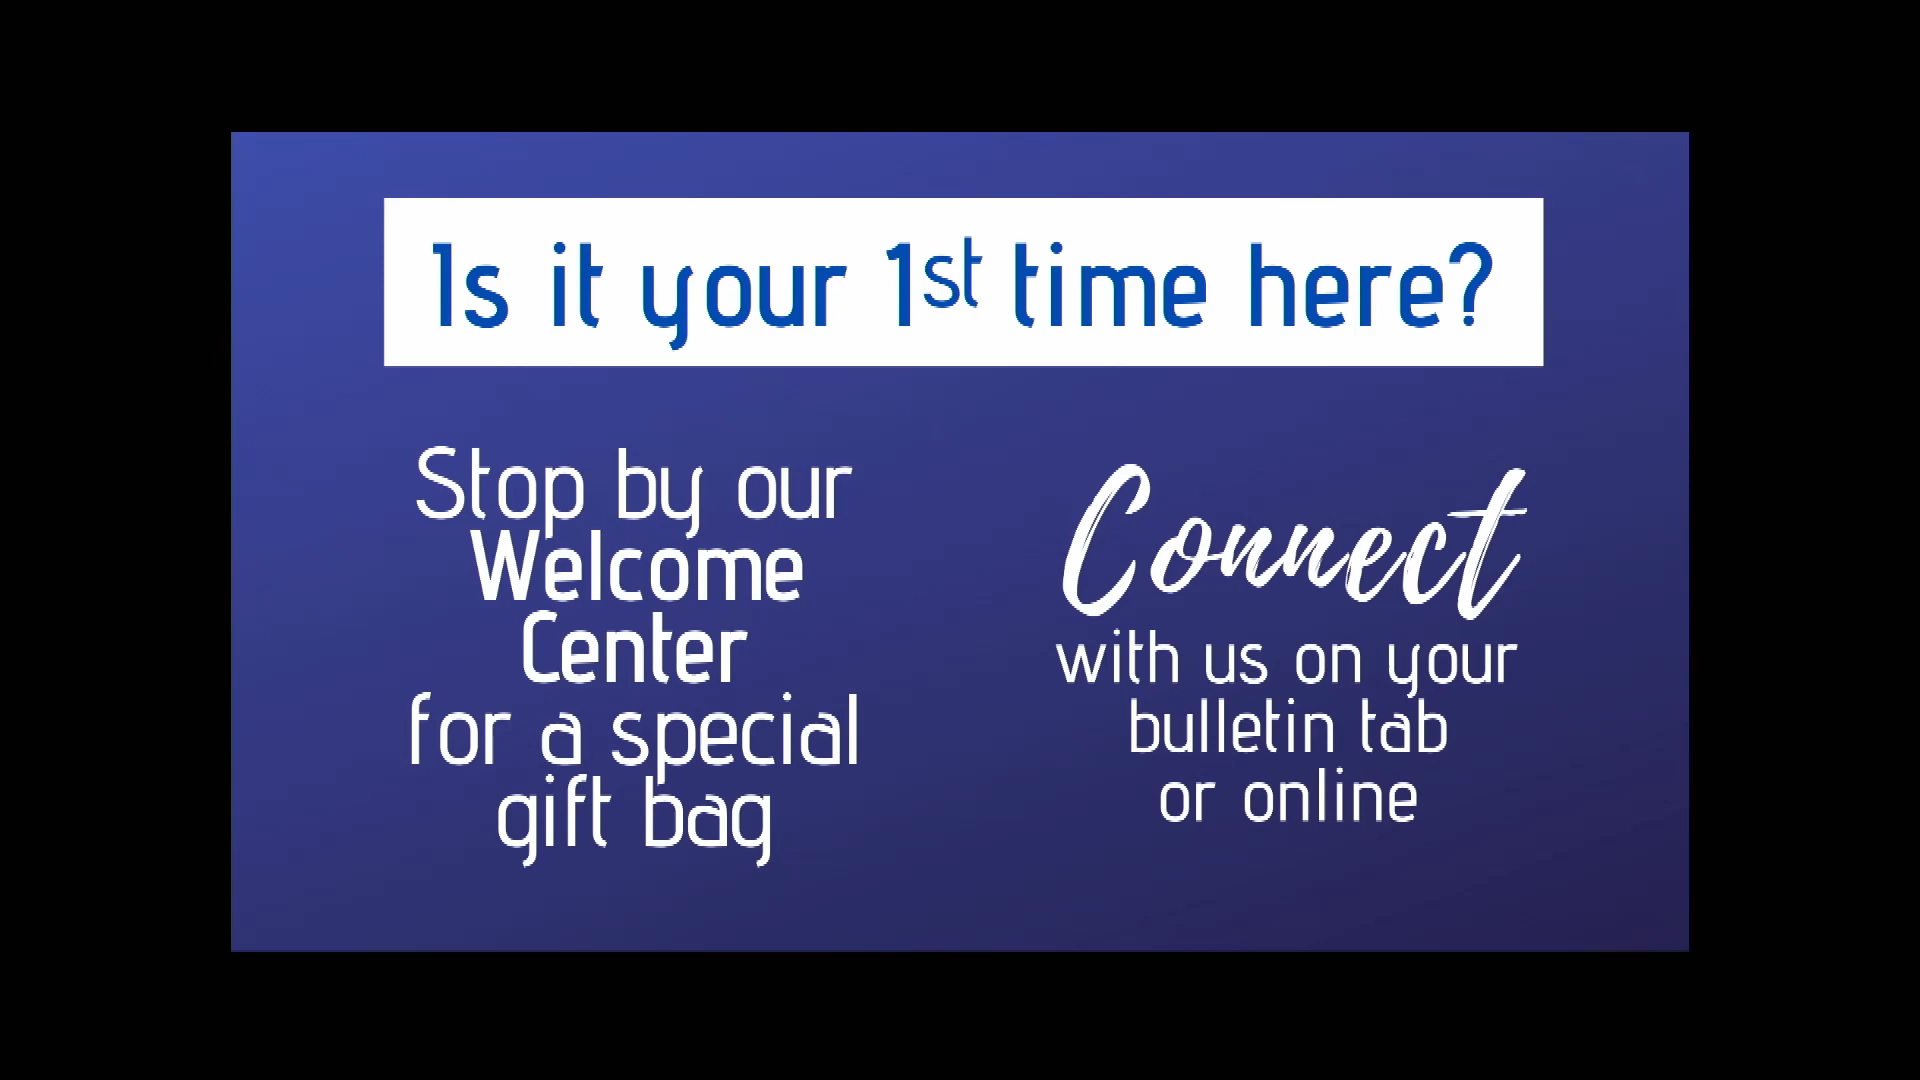 Is it your 1st time here?
Stop by our
Welcome
Center
for a special
gift bag
Connect
with us on your
bulletin tab
or online